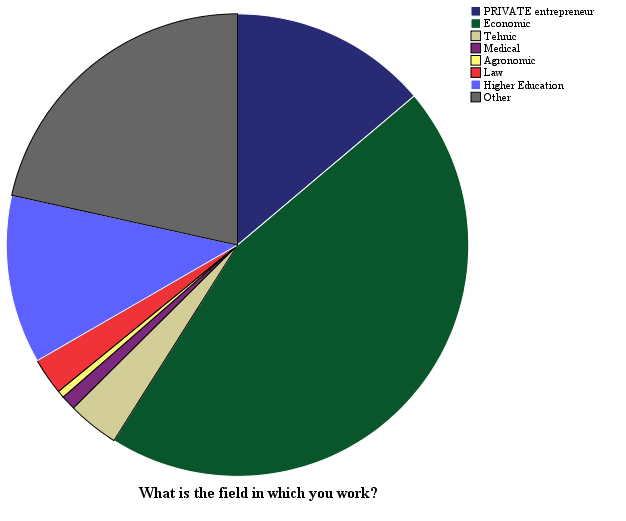 PRIVATE entrepreneur
Economic
Tehnic
Medical
Agronomic
Law
Higher Education
Other
What is the field in which you work?